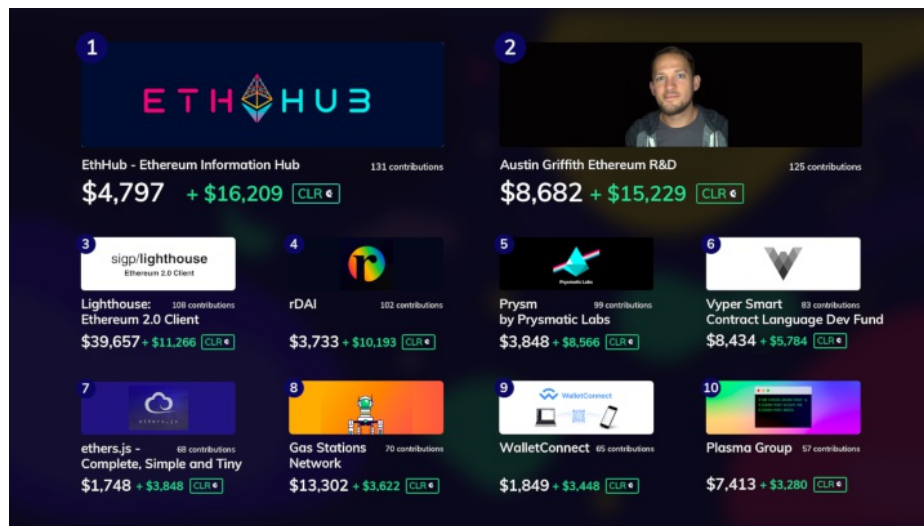 1
2
ETH HUB
EthHub - Ethereum Information Hub
131 contributions
$4,797 + $16,209 CLR
Austin Griffith Ethereum R&D
125 contributions
$8,682 + $15,229 CLR
3
sigp/lighthouse
Ethereum 2.0 Client
Lighthouse: 108 contributions
Ethereum 2.0 Client
$39,657 + $11,266 CLR
4
r
rDAI 102 contributions
$3,733 + $10,193 CLR
5
Prysmatic Labs
Prysm 99 contributions
by Prysmatic Labs
$3,848 + $8,566 CLR
6
Vyper Smart 83 contributions
Contract Language Dev Fund
$8,434 + $5,784 CLR
7
ethers.js
ethers.js - 68 contributions
Complete, Simple and Tiny
$1,748 + $3,848 CLR
8
Gas Stations 70 contributions
Network
$13,302 + $3,622 CLR
9
WalletConnect
WalletConnect 65 contributions
$1,849 + $3,448 CLR
10
Plasma Group 57 contributions
$7,413 + $3,280 CLR